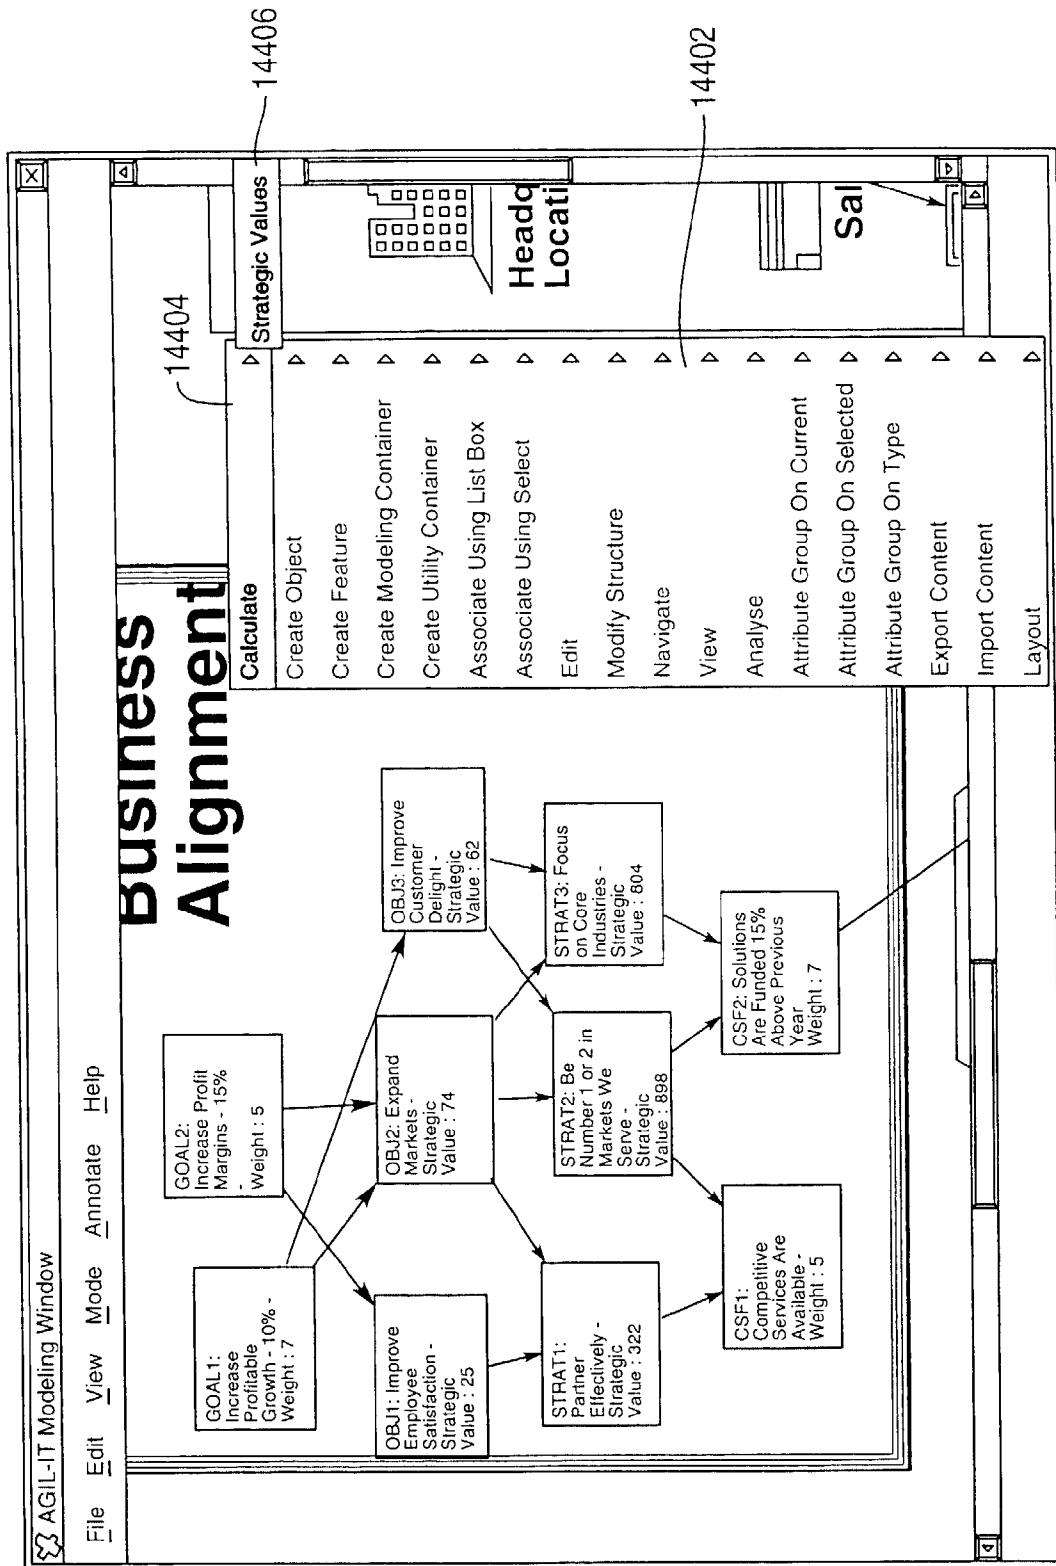 AGIL-IT Modeling Window
File Edit View Mode Annotate Help
Business
Alignment
GOAL1:
Increase
Profitable
Growth - 10% -
Weight : 7
GOAL2:
Increase Profit
Margins - 15%
-
Weight : 5
OBJ1: Improve
Employee
Satisfaction -
Strategic
Value : 25
OBJ2: Expand
Markets -
Strategic
Value : 74
OBJ3: Improve
Customer
Delight -
Strategic
Value : 62
STRAT1:
Partner
Effectively -
Strategic
Value : 322
STRAT2: Be
Number 1 or 2 in
Markets We
Serve -
Strategic
Value : 898
STRAT3: Focus
on Core
Industries -
Strategic
Value : 804
CSF1:
Competitive
Services Are
Available -
Weight : 5
CSF2: Solutions
Are Funded 15%
Above Previous
Year
Weight : 7
Calculate
Create Object
Create Feature
Create Modeling Container
Create Utility Container
Associate Using List Box
Associate Using Select
Edit
Modify Structure
Navigate
View
Analyse
Attribute Group On Current
Attribute Group On Selected
Attribute Group On Type
Export Content
Import Content
Layout
Strategic Values
Headq
Locati
Sal
14404
14406
14402